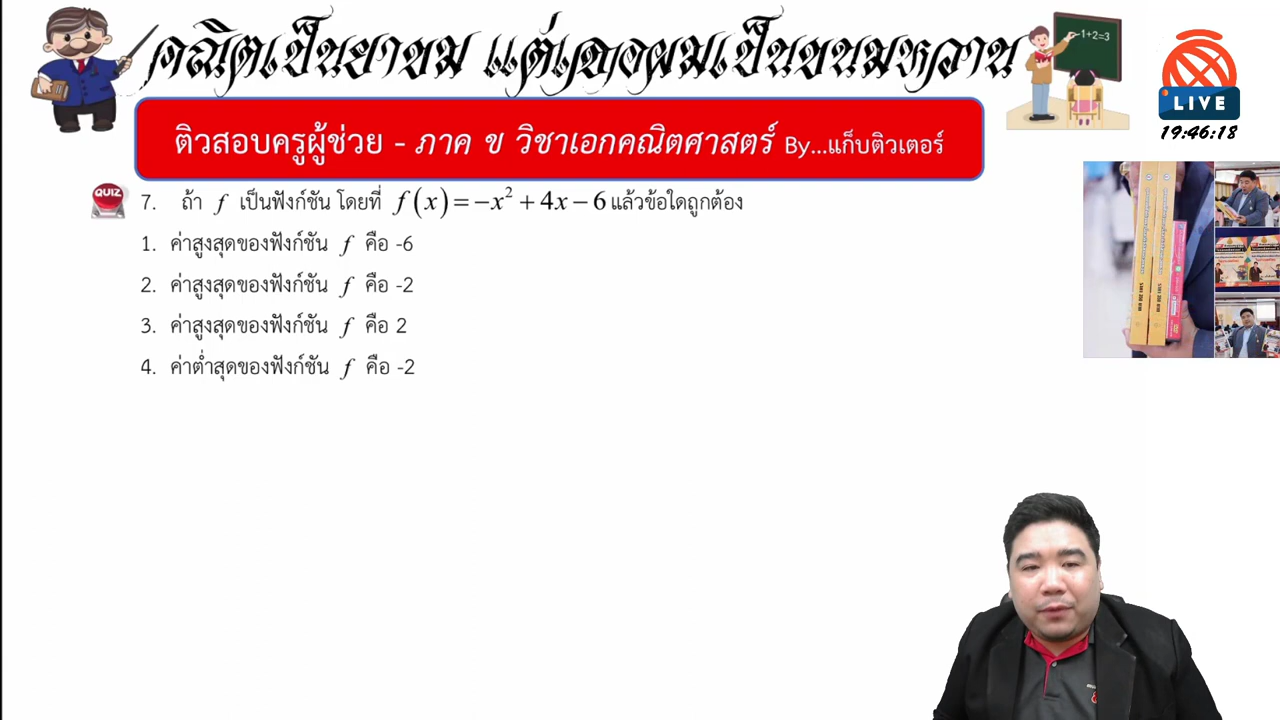 คณิตเป็นยาขม แต่เธอผมเป็นขนมหวาน
-1+2=3
LIVE
19:46:18
ติวสอบครูผู้ช่วย - ภาค ข วิชาเอกคณิตศาสตร์ By...แก็บติวเตอร์
QUIZ
7. ถ้า f เป็นฟังก์ชัน โดยที่ f(x)=-x²+4x-6 แล้วข้อใดถูกต้อง
1. ค่าสูงสุดของฟังก์ชัน f คือ -6
2. ค่าสูงสุดของฟังก์ชัน f คือ -2
3. ค่าสูงสุดของฟังก์ชัน f คือ 2
4. ค่าต่ำสุดของฟังก์ชัน f คือ -2